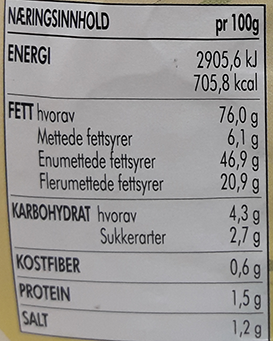 NÆRINGSINNHOLD pr 100g
ENERGI 2905,6 kJ
705,8 kcal
FETT hvorav 76,0 g
Mettede fettsyrer 6,1 g
Enumettede fettsyrer 46,9 g
Flerumettede fettsyrer 20,9 g
KARBOHYDRAT hvorav 4,3 g
Sukkerarter 2,7 g
KOSTFIBER 0,6 g
PROTEIN 1,5 g
SALT 1,2 g